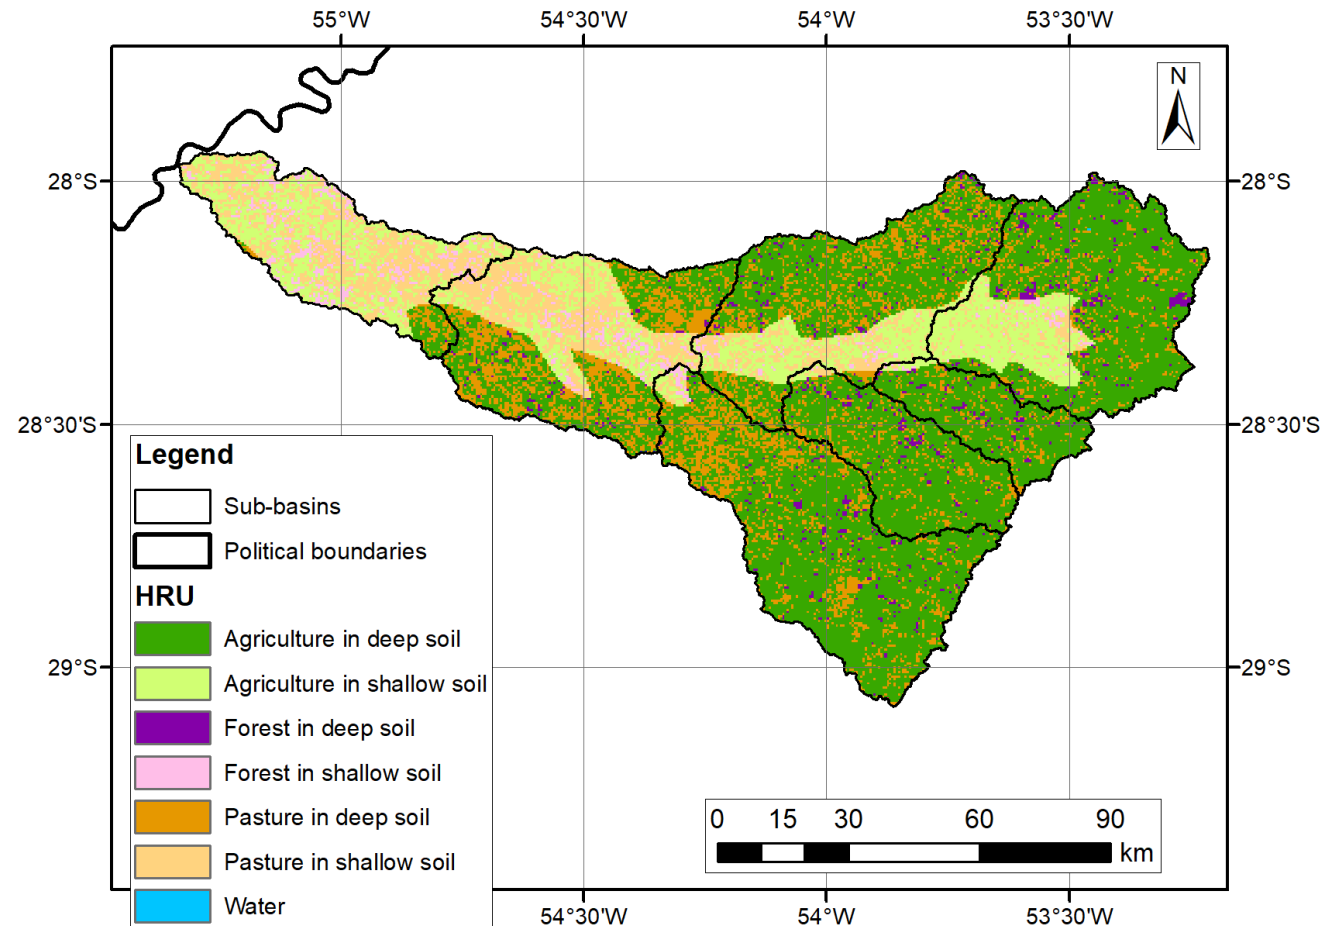 55°W 54°30'W 54°W 53°30'W
N
28°S 28°S
28°30'S 28°30'S
Legend
Sub-basins
Political boundaries
HRU
Agriculture in deep soil
29°S 29°S
Agriculture in shallow soil
Forest in deep soil
Forest in shallow soil
Pasture in deep soil
Pasture in shallow soil
Water
0 15 30 60 90
km
54°30'W 54°W 53°30'W